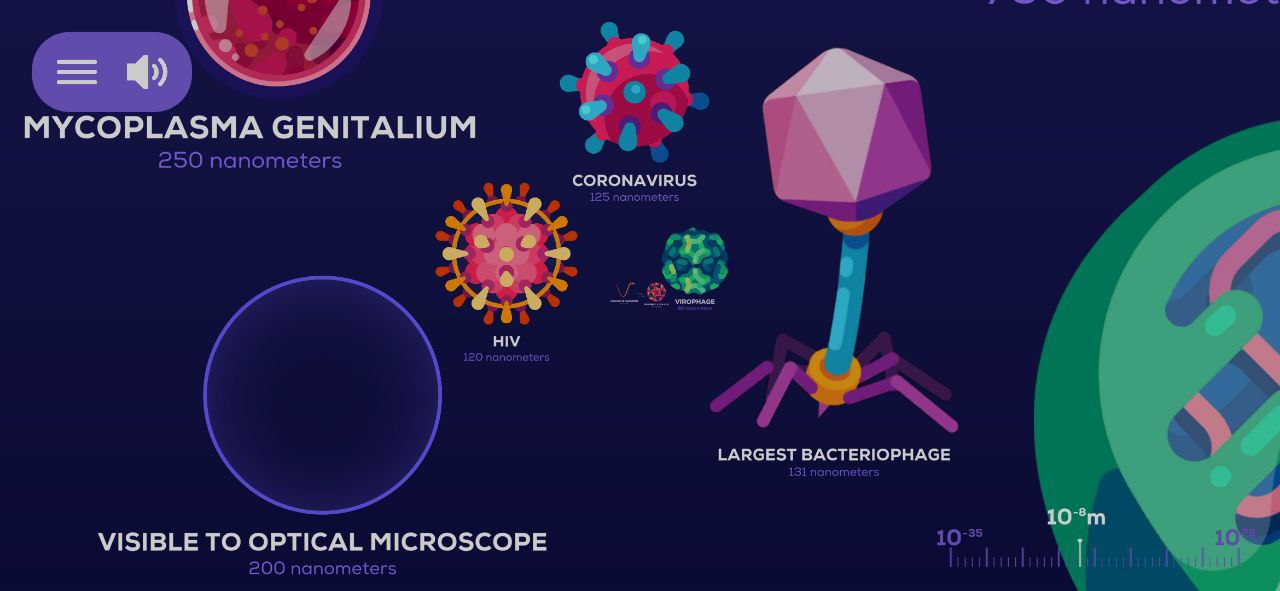 MYCOPLASMA GENITALIUM
250 nanometers
CORONAVIRUS
125 nanometers
HIV
120 nanometers
VIROPHAGE
LARGEST BACTERIOPHAGE
131 nanometers
VISIBLE TO OPTICAL MICROSCOPE
200 nanometers
10⁻⁸m
10⁻³⁵